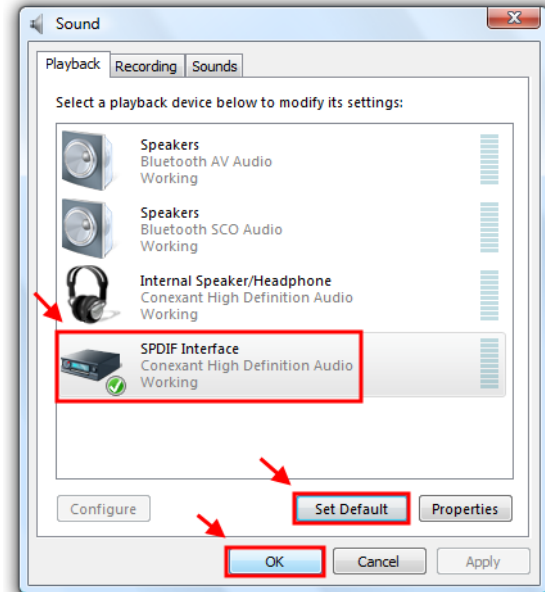 Sound
Playback Recording Sounds
Select a playback device below to modify its settings:
Speakers
Bluetooth AV Audio
Working
Speakers
Bluetooth SCO Audio
Working
Internal Speaker/Headphone
Conexant High Definition Audio
Working
SPDIF Interface
Conexant High Definition Audio
Working
Configure Set Default Properties
OK Cancel Apply